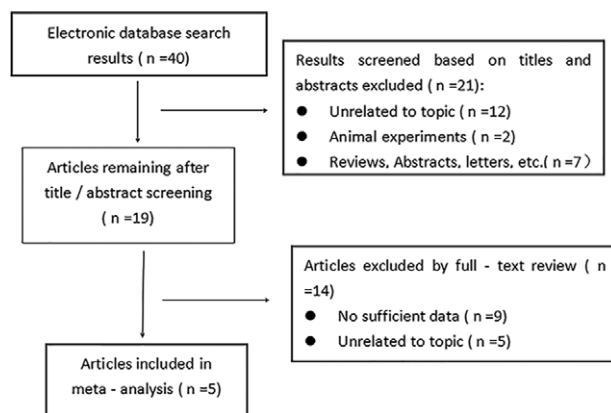 Electronic database search
results ( n =40)
Results screened based on titles and
abstracts excluded ( n =21):
● Unrelated to topic ( n =12)
● Animal experiments ( n =2)
● Reviews, Abstracts, letters, etc.( n =7）
Articles remaining after
title / abstract screening
( n =19)
Articles excluded by full - text review ( n
=14)
● No sufficient data ( n =9)
● Unrelated to topic ( n =5)
Articles included in
meta - analysis ( n =5)